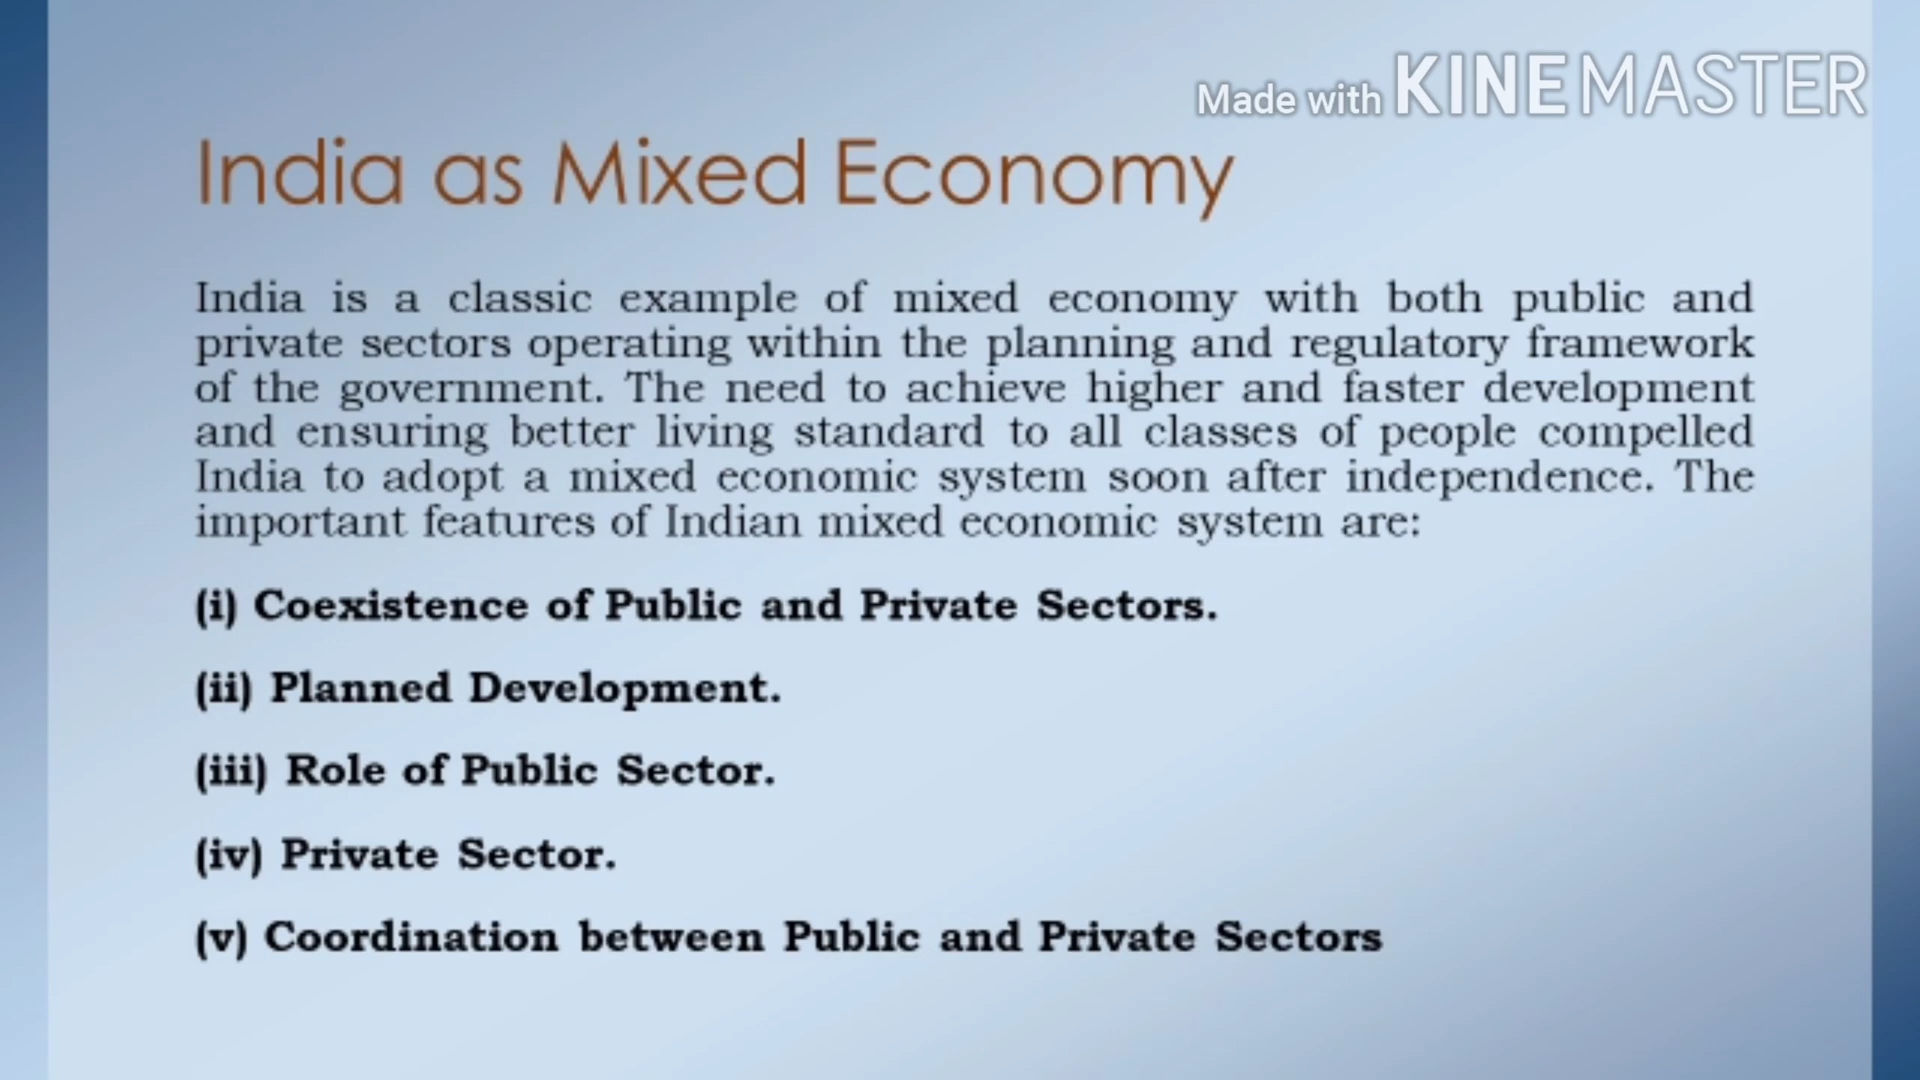 Made with KINEMASTER
India as Mixed Economy
India is a classic example of mixed economy with both public and
private sectors operating within the planning and regulatory framework
of the government. The need to achieve higher and faster development
and ensuring better living standard to all classes of people compelled
India to adopt a mixed economic system soon after independence. The
important features of Indian mixed economic system are:
(i) Coexistence of Public and Private Sectors.
(ii) Planned Development.
(iii) Role of Public Sector.
(iv) Private Sector.
(v) Coordination between Public and Private Sectors